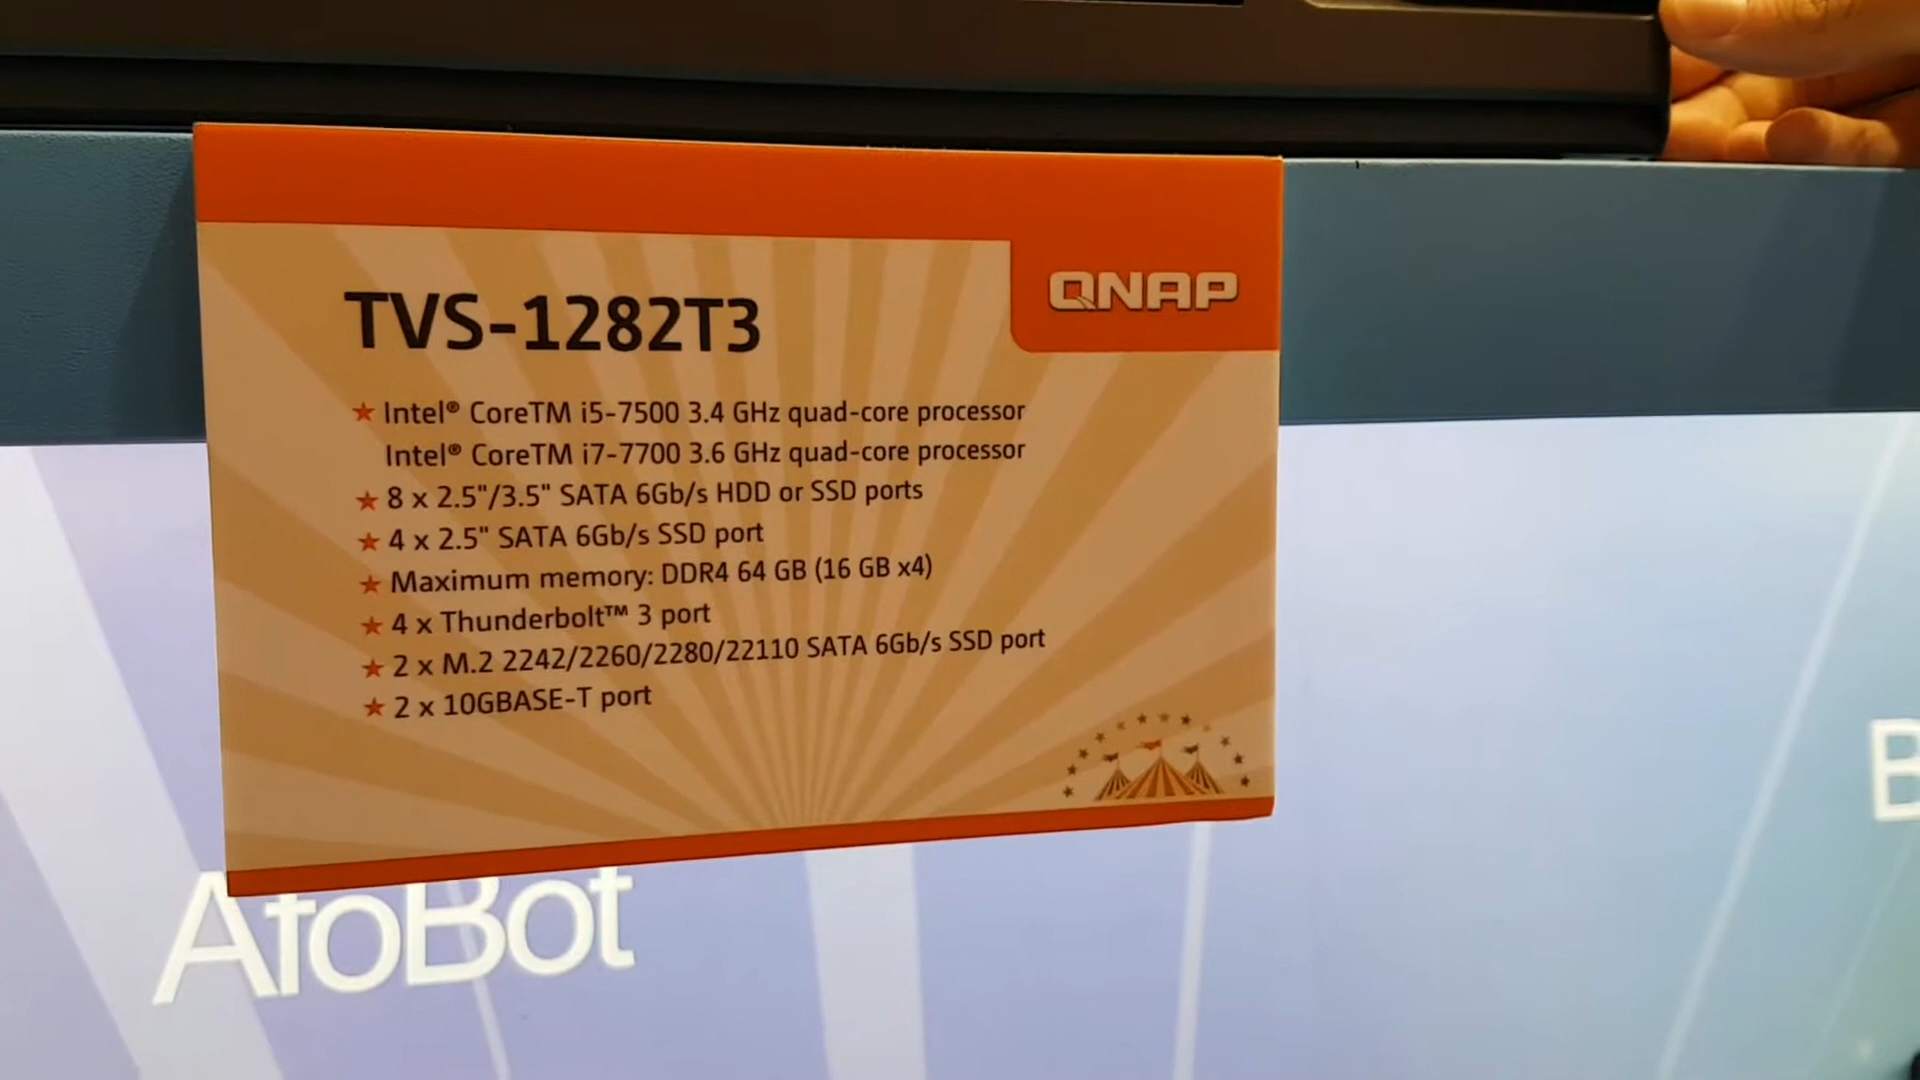 QNAP
TVS-1282T3
★ Intel® CoreTM i5-7500 3.4 GHz quad-core processor
Intel® CoreTM i7-7700 3.6 GHz quad-core processor
★ 8 x 2.5"/3.5" SATA 6Gb/s HDD or SSD ports
★ 4 x 2.5" SATA 6Gb/s SSD port
★ Maximum memory: DDR4 64 GB (16 GB x4)
★ 4 x Thunderbolt™ 3 port
★ 2 x M.2 2242/2260/2280/22110 SATA 6Gb/s SSD port
★ 2 x 10GBASE-T port
AfoBot